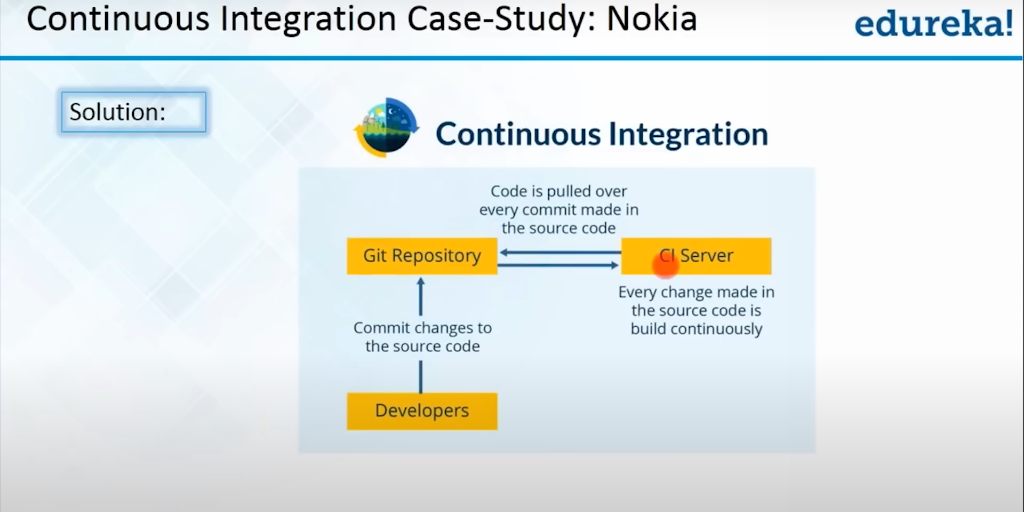 Continuous Integration Case-Study: Nokia
edureka!
Solution:
Continuous Integration
Code is pulled over
every commit made in
the source code
Git Repository
CI Server
Every change made in
the source code is
build continuously
Commit changes to
the source code
Developers